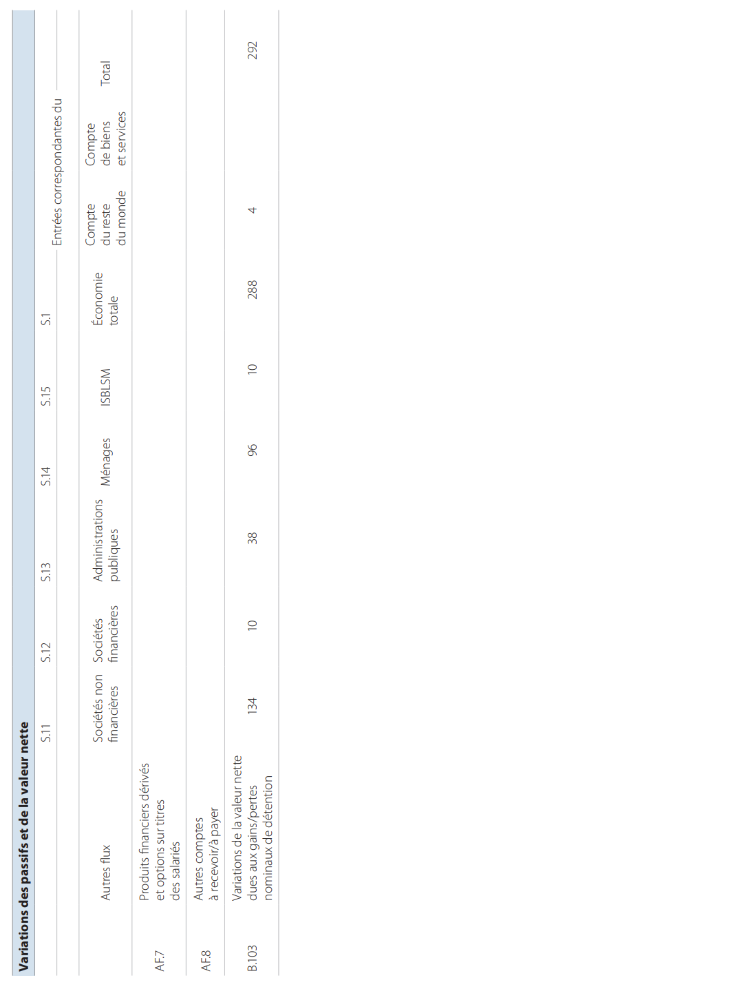 Variations des passifs et de la valeur nette
S.11 S.12 S.13 S.14 S.15 S.1
Entrées correspondantes du
Autres flux
Sociétés non
financières
Sociétés
financières
Administrations
publiques
Ménages
ISBLSM
Économie
totale
Compte
du reste
du monde
Compte
de biens
et services
Total
AF.7
Produits financiers dérivés
et options sur titres
des salariés
AF.8
Autres comptes
à recevoir/à payer
B.103
Variations de la valeur nette
dues aux gains/pertes
nominaux de détention
134 10 38 96 10 288 4 292